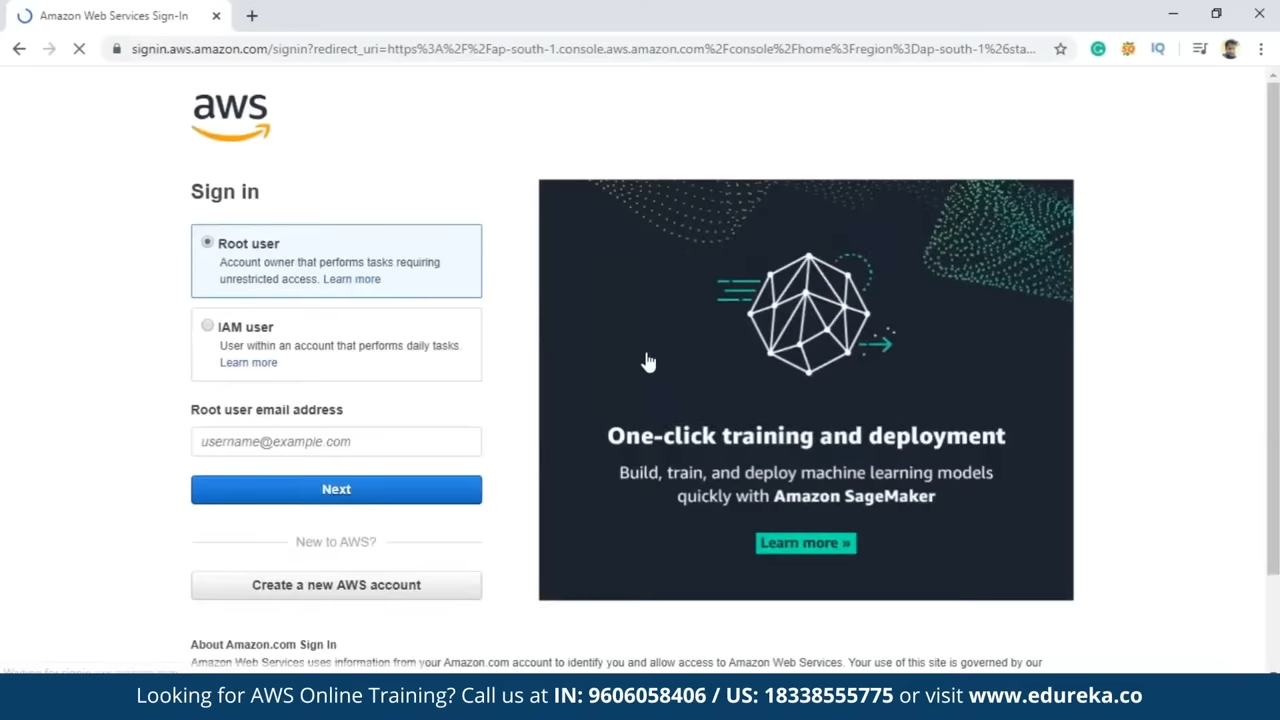 Amazon Web Services Sign-In
signin.aws.amazon.com/signin?redirect_uri=https%3A%2F%2Fap-south-1.console.aws.amazon.com%2Fconsole%2Fhome%3Fregion%3Dap-south-1%26sta...
IQ
aws
Sign in
Root user
Account owner that performs tasks requiring
unrestricted access. Learn more
IAM user
User within an account that performs daily tasks.
Learn more
Root user email address
username@example.com
Next
New to AWS?
Create a new AWS account
One-click training and deployment
Build, train, and deploy machine learning models
quickly with Amazon SageMaker
Learn more »
About Amazon.com Sign In
Amazon Web Services uses information from your Amazon.com account to identify you and allow access to Amazon Web Services. Your use of this site is governed by our
Looking for AWS Online Training? Call us at IN: 9606058406 / US: 18338555775 or visit www.edureka.co